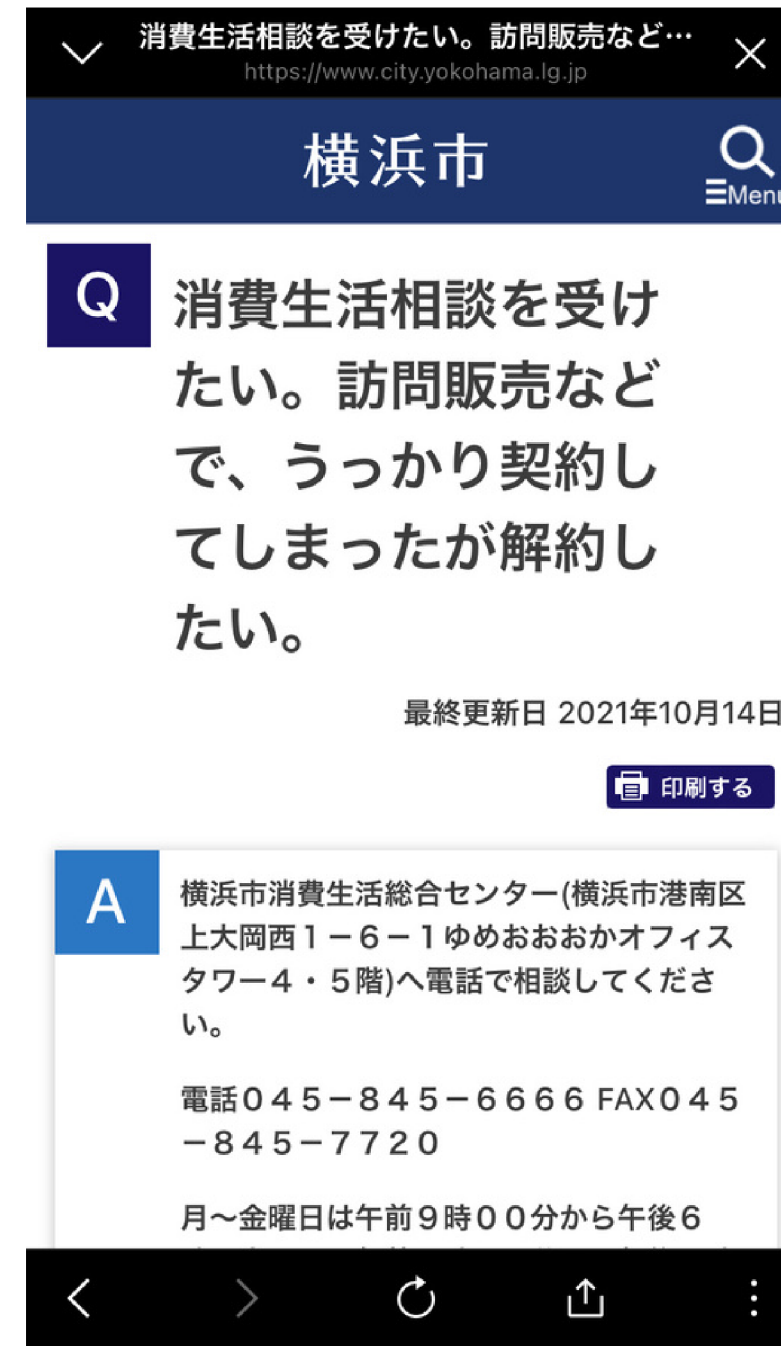 消費生活相談を受けたい。訪問販売など…
https://www.city.yokohama.lg.jp
横浜市
Menu
Q
消費生活相談を受け
たい。訪問販売など
で、うっかり契約し
てしまったが解約し
たい。
最終更新日 2021年10月14日
印刷する
A
横浜市消費生活総合センター(横浜市港南区
上大岡西１－６－１ゆめおおおかオフィス
タワー４・５階)へ電話で相談してくださ
い。
電話０４５－８４５－６６６６ FAX０４５
－８４５－７７２０
月～金曜日は午前９時００分から午後６